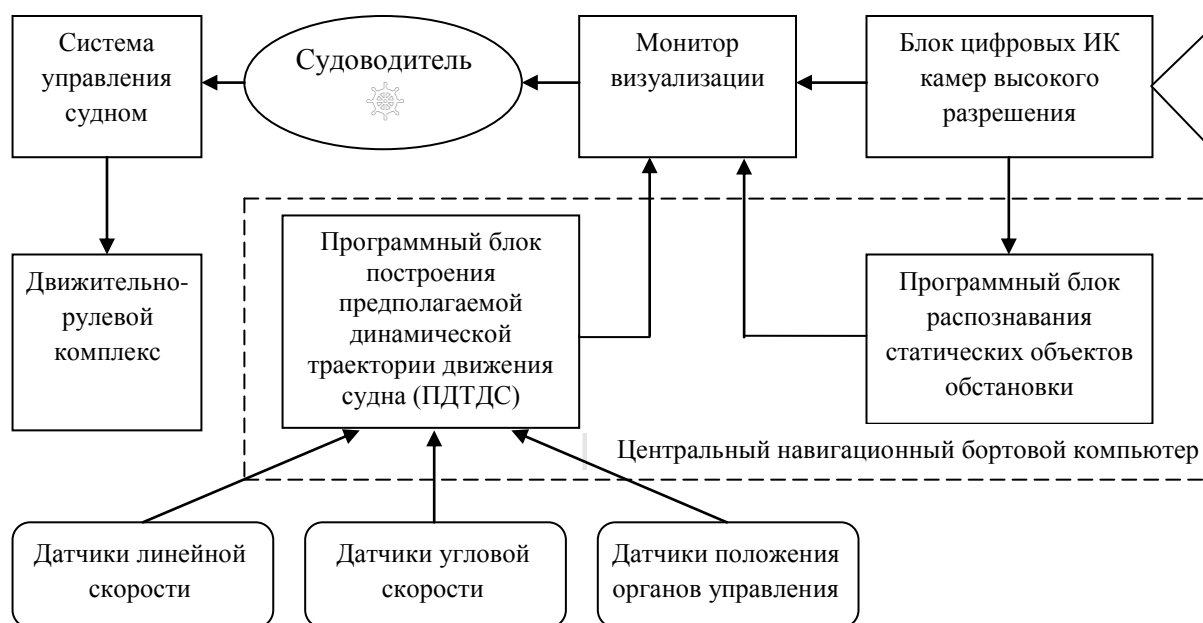 Система
управления
судном
Судоводитель
Монитор
визуализации
Блок цифровых ИК
камер высокого
разрешения
Движительно-
рулевой
комплекс
Программный блок
построения
предполагаемой
динамической
траектории движения
судна (ПДТДС)
Программный блок
распознавания
статических объектов
обстановки
Центральный навигационный бортовой компьютер
Датчики линейной
скорости
Датчики угловой
скорости
Датчики положения
органов управления